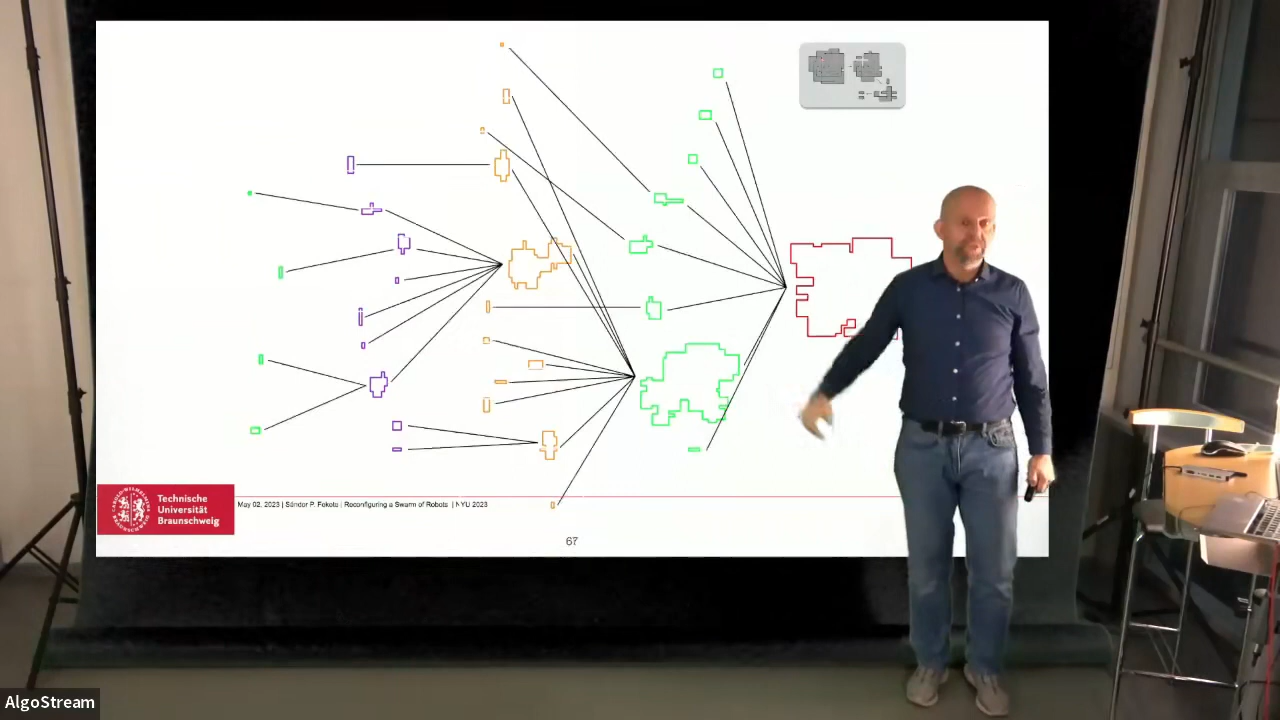 Technische
Universität
Braunschweig
May 02, 2023 | Sándor P. Fekete | Reconfiguring a Swarm of Robots | NYU 2023
67
AlgoStream